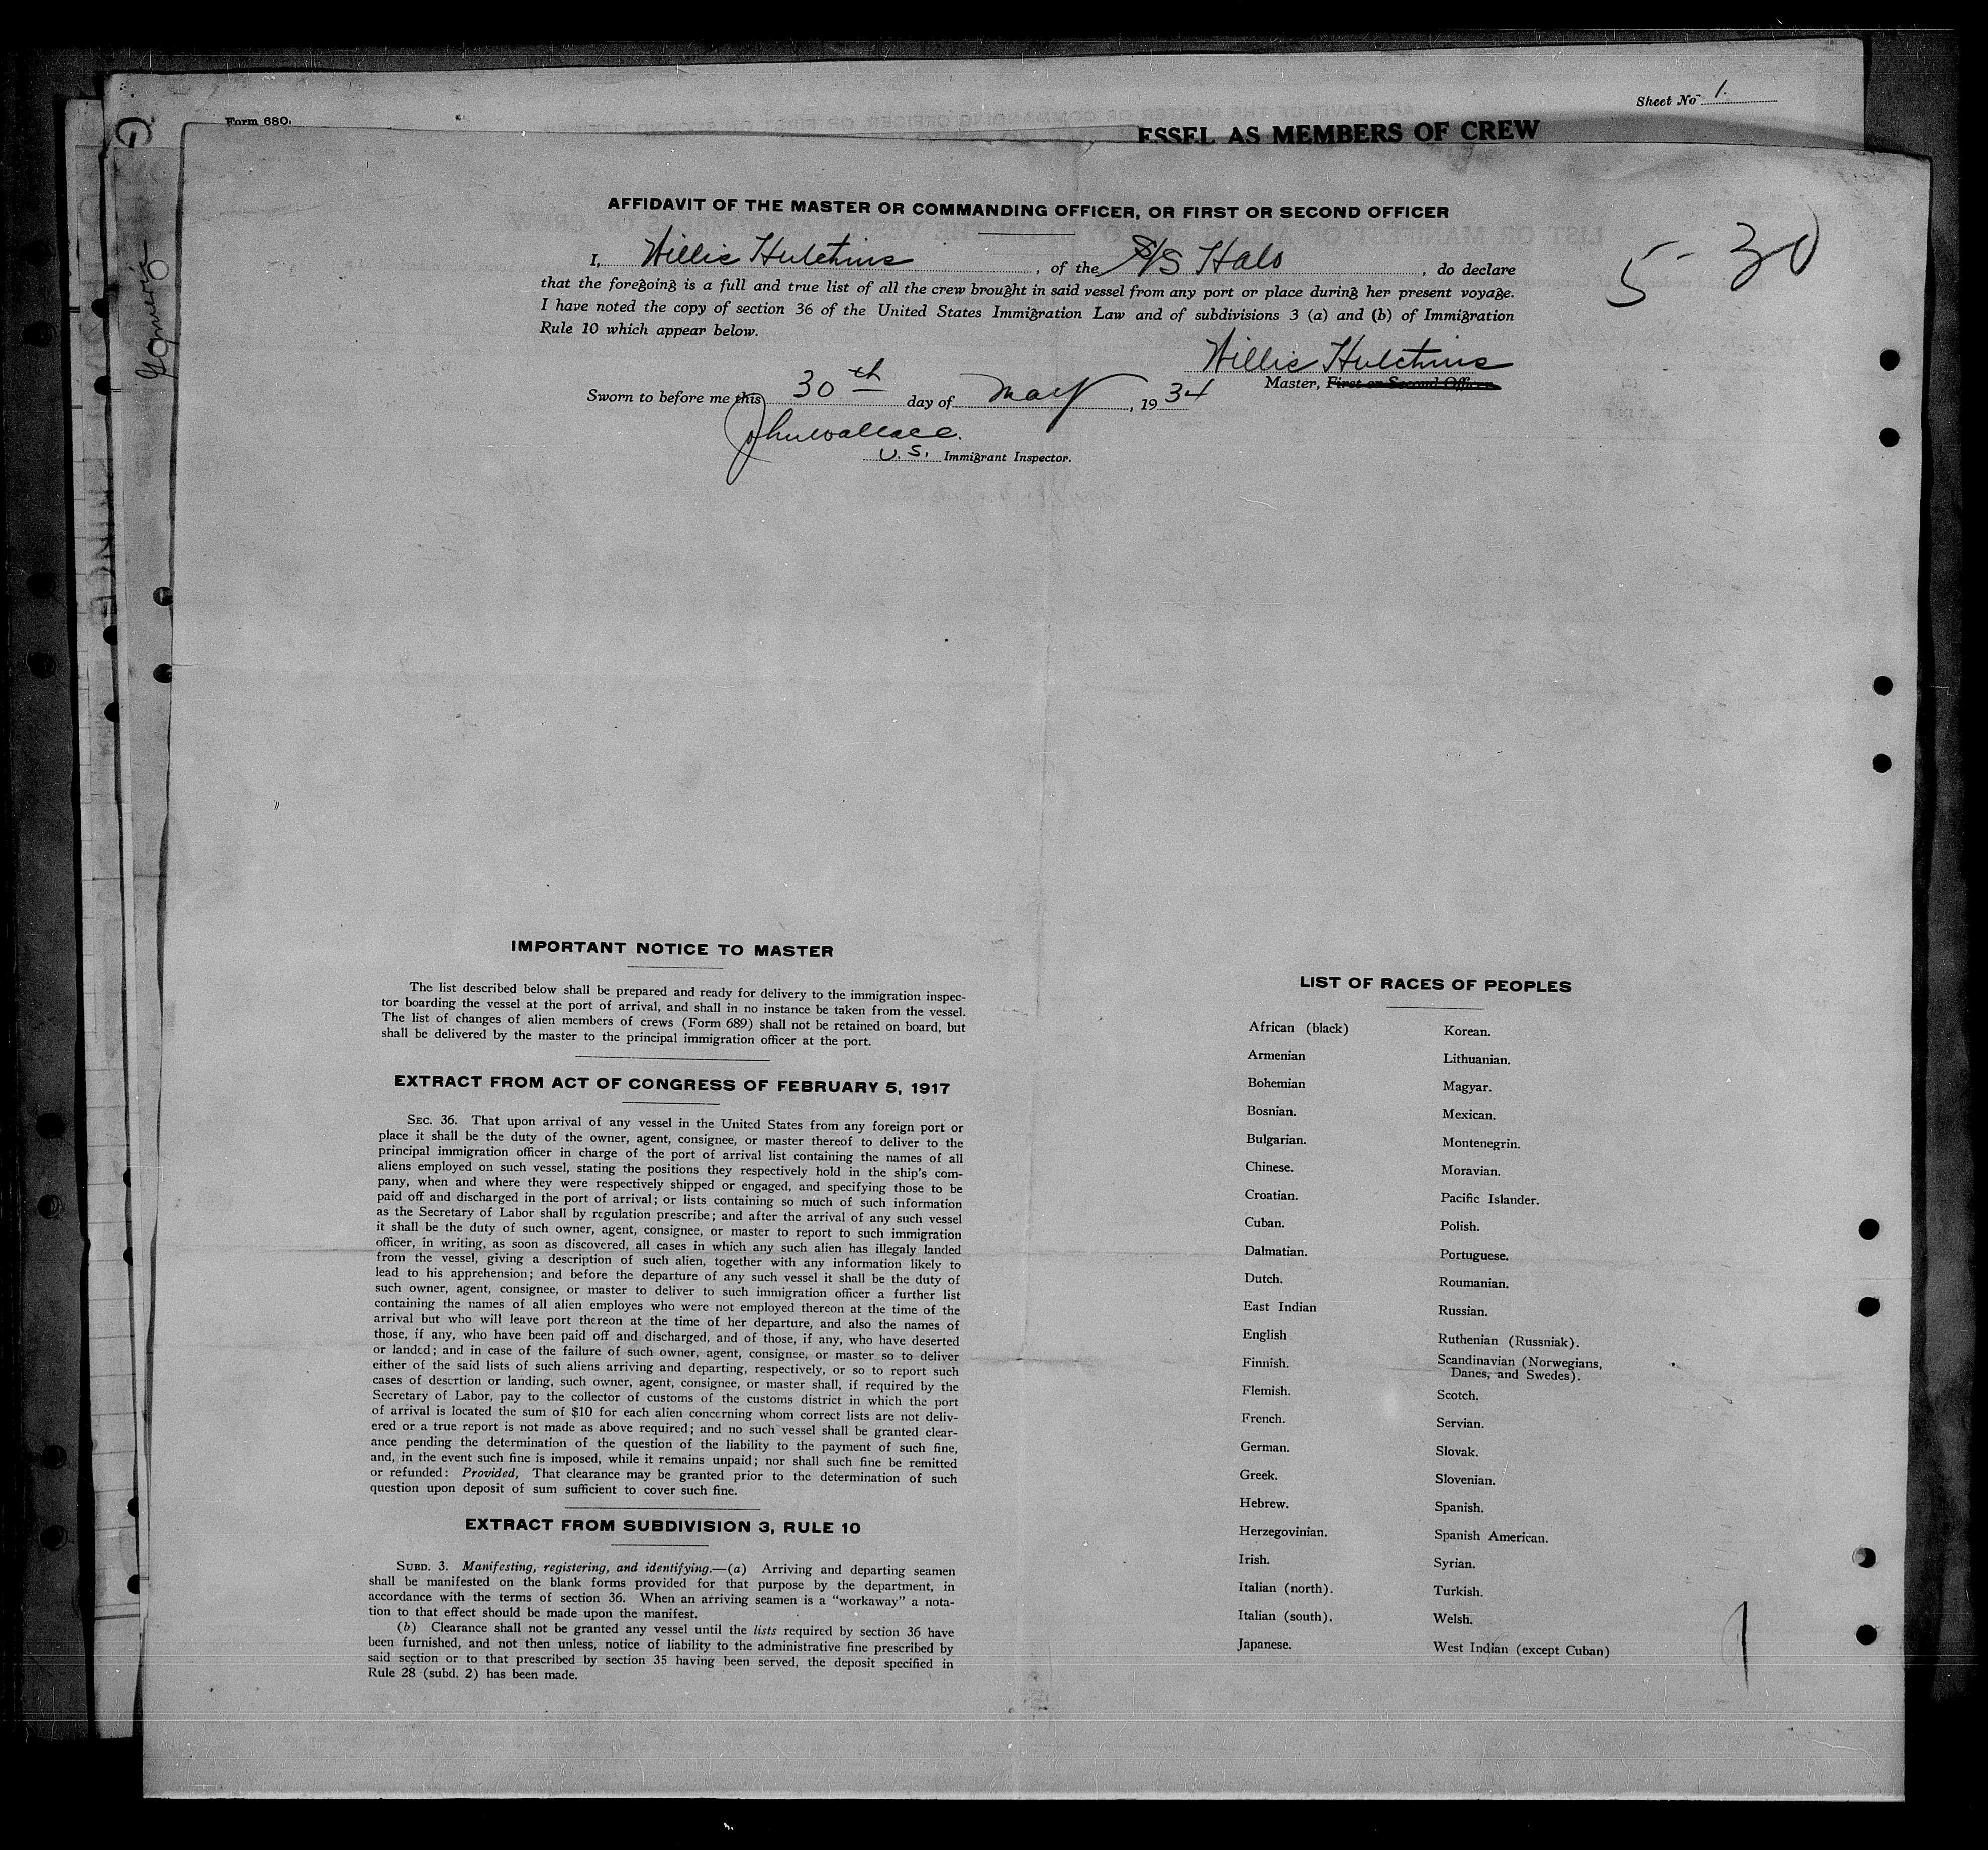 Sheet No 1.
Form 680
ESSEL AS MEMBERS OF CREW
AFFIDAVIT OF THE MASTER OR COMMANDING OFFICER, OR FIRST OR SECOND OFFICER
5-30
I, Willis Hutchins, of the S/S Halo, do declare
that the foregoing is a full and true list of all the crew brought in said vessel from any port or place during her present voyage.
I have noted the copy of section 36 of the United States Immigration Law and of subdivisions 3 (a) and (b) of Immigration
Rule 10 which appear below.
Willis Hutchins
Master, First or Second Officer.
Sworn to before me this 30th day of May, 1934
John Wallace.
U.S. Immigrant Inspector.
IMPORTANT NOTICE TO MASTER
The list described below shall be prepared and ready for delivery to the immigration inspec-
tor boarding the vessel at the port of arrival, and shall in no instance be taken from the vessel.
The list of changes of alien members of crews (Form 689) shall not be retained on board, but
shall be delivered by the master to the principal immigration officer at the port.
EXTRACT FROM ACT OF CONGRESS OF FEBRUARY 5, 1917
SEC. 36. That upon arrival of any vessel in the United States from any foreign port or
place it shall be the duty of the owner, agent, consignee, or master thereof to deliver to the
principal immigration officer in charge of the port of arrival list containing the names of all
aliens employed on such vessel, stating the positions they respectively hold in the ship's com-
pany, when and where they were respectively shipped or engaged, and specifying those to be
paid off and discharged in the port of arrival; or lists containing so much of such information
as the Secretary of Labor shall by regulation prescribe; and after the arrival of any such vessel
it shall be the duty of such owner, agent, consignee, or master to report to such immigration
officer, in writing, as soon as discovered, all cases in which any such alien has illegaly landed
from the vessel, giving a description of such alien, together with any information likely to
lead to his apprehension; and before the departure of any such vessel it shall be the duty of
such owner, agent, consignee, or master to deliver to such immigration officer a further list
containing the names of all alien employes who were not employed thereon at the time of the
arrival but who will leave port thereon at the time of her departure, and also the names of
those, if any, who have been paid off and discharged, and of those, if any, who have deserted
or landed; and in case of the failure of such owner, agent, consignee, or master so to deliver
either of the said lists of such aliens arriving and departing, respectively, or so to report such
cases of desertion or landing, such owner, agent, consignee, or master shall, if required by the
Secretary of Labor, pay to the collector of customs of the customs district in which the port
of arrival is located the sum of $10 for each alien concerning whom correct lists are not deliv-
ered or a true report is not made as above required; and no such vessel shall be granted clear-
ance pending the determination of the question of the liability to the payment of such fine,
and, in the event such fine is imposed, while it remains unpaid; nor shall such fine be remitted
or refunded: Provided, That clearance may be granted prior to the determination of such
question upon deposit of sum sufficient to cover such fine.
EXTRACT FROM SUBDIVISION 3, RULE 10
SUBD. 3. Manifesting, registering, and identifying.—(a) Arriving and departing seamen
shall be manifested on the blank forms provided for that purpose by the department, in
accordance with the terms of section 36. When an arriving seamen is a "workaway" a nota-
tion to that effect should be made upon the manifest.
(b) Clearance shall not be granted any vessel until the lists required by section 36 have
been furnished, and not then unless, notice of liability to the administrative fine prescribed by
said section or to that prescribed by section 35 having been served, the deposit specified in
Rule 28 (subd. 2) has been made.
LIST OF RACES OF PEOPLES
African (black)
Armenian
Bohemian
Bosnian.
Bulgarian.
Chinese.
Croatian.
Cuban.
Dalmatian.
Dutch.
East Indian
English
Finnish.
Flemish.
French.
German.
Greek.
Hebrew.
Herzegovinian.
Irish.
Italian (north).
Italian (south).
Japanese.
Korean.
Lithuanian.
Magyar.
Mexican.
Montenegrin.
Moravian.
Pacific Islander.
Polish.
Portuguese.
Roumanian.
Russian.
Ruthenian (Russniak).
Scandinavian (Norwegians,
Danes, and Swedes).
Scotch.
Servian.
Slovak.
Slovenian.
Spanish.
Spanish American.
Syrian.
Turkish.
Welsh.
West Indian (except Cuban)
1